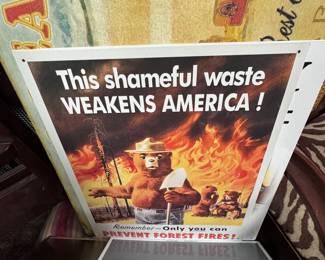 This shameful waste
WEAKENS AMERICA!
Remember - Only you can
PREVENT FOREST FIRES!